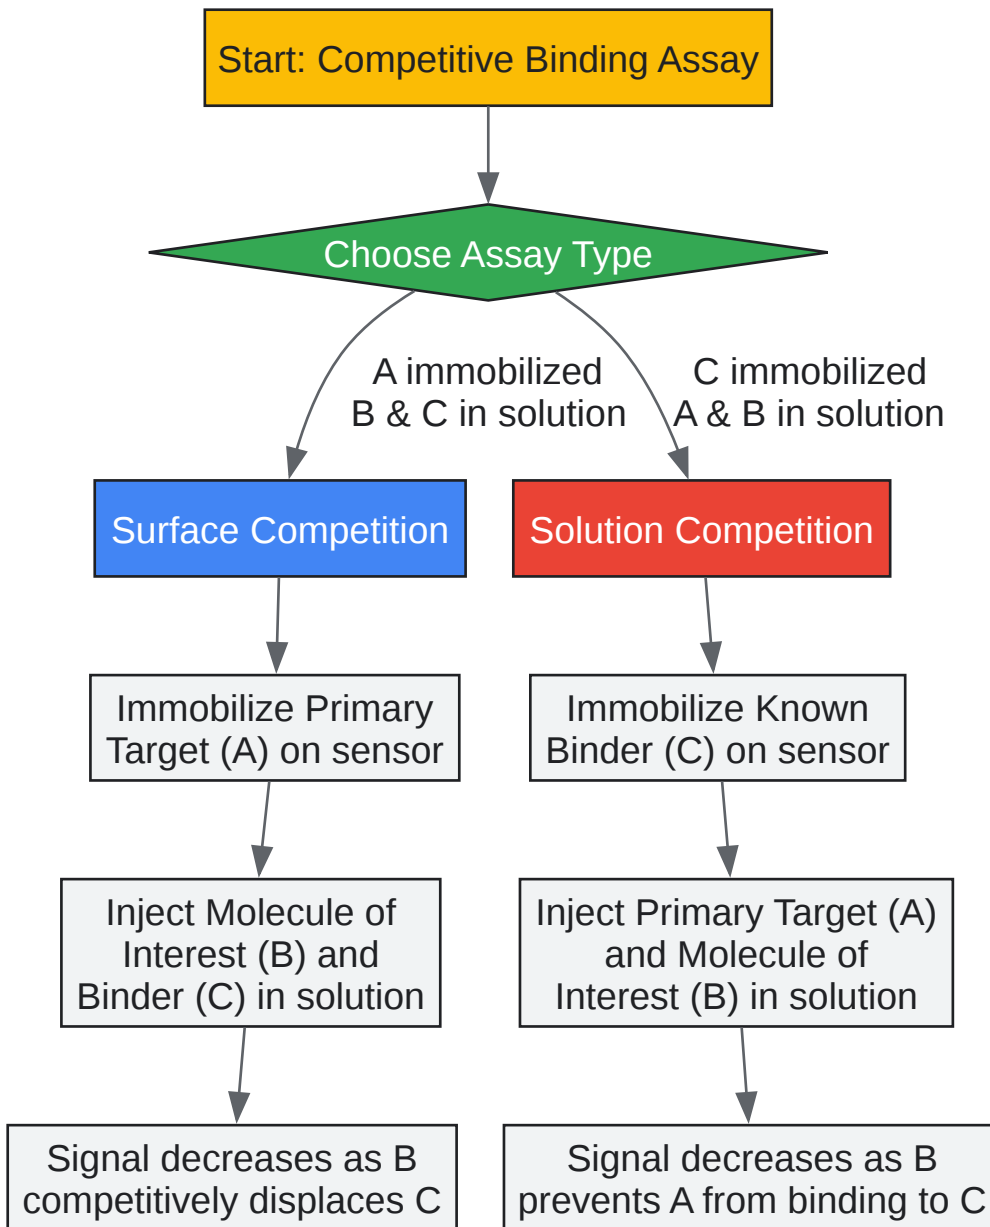 Start: Competitive Binding Assay
Choose Assay Type
A immobilized
B & C in solution
C immobilized
A & B in solution
Surface Competition
Solution Competition
Immobilize Primary
Target (A) on sensor
Immobilize Known
Binder (C) on sensor
Inject Molecule of
Interest (B) and
Binder (C) in solution
Inject Primary Target (A)
and Molecule of
Interest (B) in solution
Signal decreases as B
competitively displaces C
Signal decreases as B
prevents A from binding to C